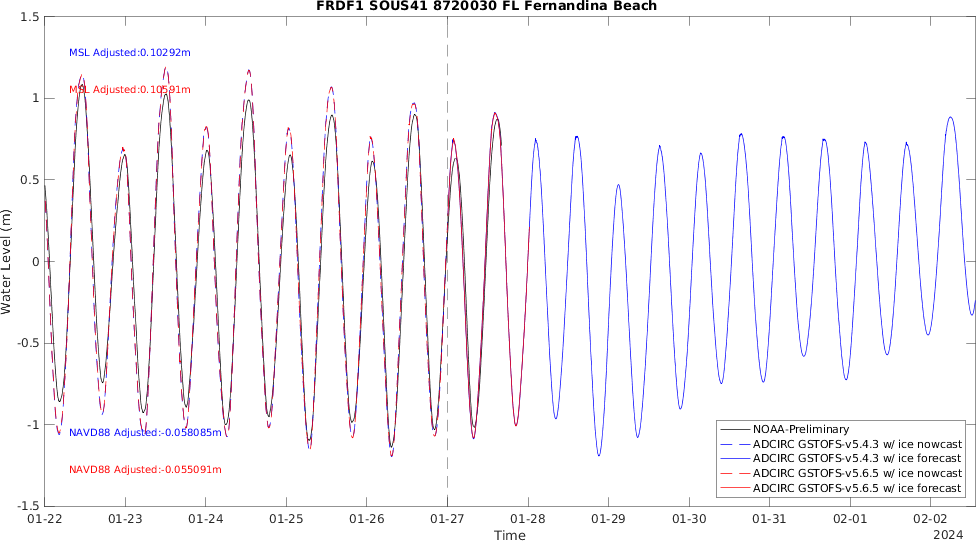 FRDF1 SOUS41 8720030 FL Fernandina Beach
1.5
MSL Adjusted:0.10292m
MSL Adjusted:0.10591m
1
0.5
0
-0.5
-1
-1.5
Water Level (m)
NAVD88 Adjusted:-0.058085m
NAVD88 Adjusted:-0.055091m
NOAA-Preliminary
ADCIRC GSTOFS-v5.4.3 w/ ice nowcast
ADCIRC GSTOFS-v5.4.3 w/ ice forecast
ADCIRC GSTOFS-v5.6.5 w/ ice nowcast
ADCIRC GSTOFS-v5.6.5 w/ ice forecast
01-22 01-23 01-24 01-25 01-26 01-27 01-28 01-29 01-30 01-31 02-01 02-02
2024
Time